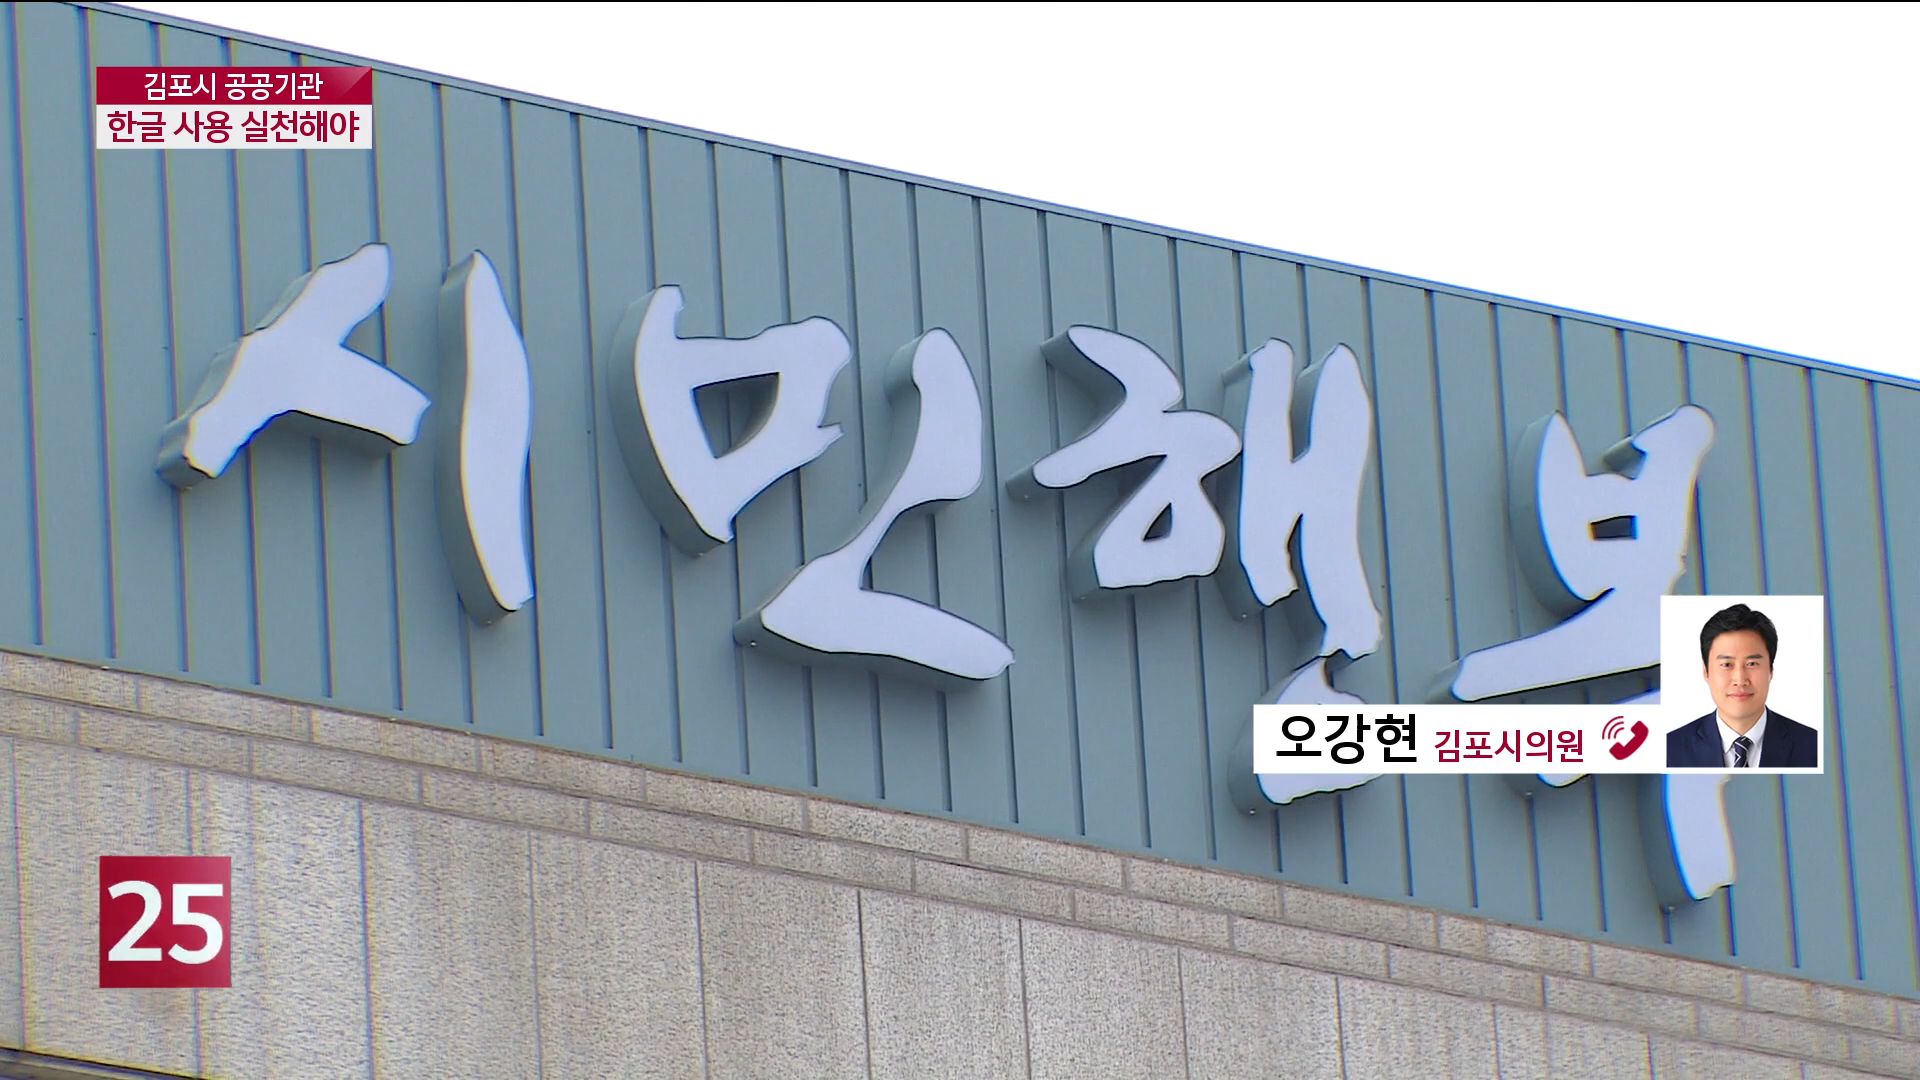 김포시 공공기관
한글 사용 실천해야
시민행복
오강현 김포시의원
25